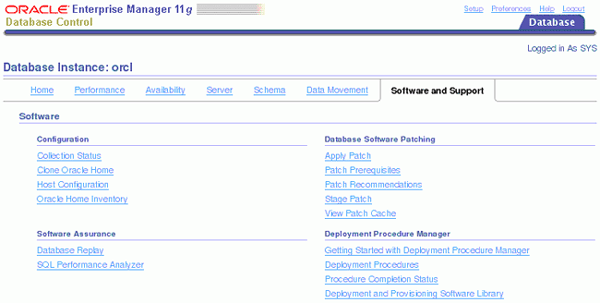 ORACLE Enterprise Manager 11g
Database Control
Setup Preferences Help Logout
Database
Logged in As SYS
Database Instance: orcl
Home Performance Availability Server Schema Data Movement Software and Support
Software
Configuration
Collection Status
Clone Oracle Home
Host Configuration
Oracle Home Inventory
Database Software Patching
Apply Patch
Patch Prerequisites
Patch Recommendations
Stage Patch
View Patch Cache
Software Assurance
Database Replay
SQL Performance Analyzer
Deployment Procedure Manager
Getting Started with Deployment Procedure Manager
Deployment Procedures
Procedure Completion Status
Deployment and Provisioning Software Library